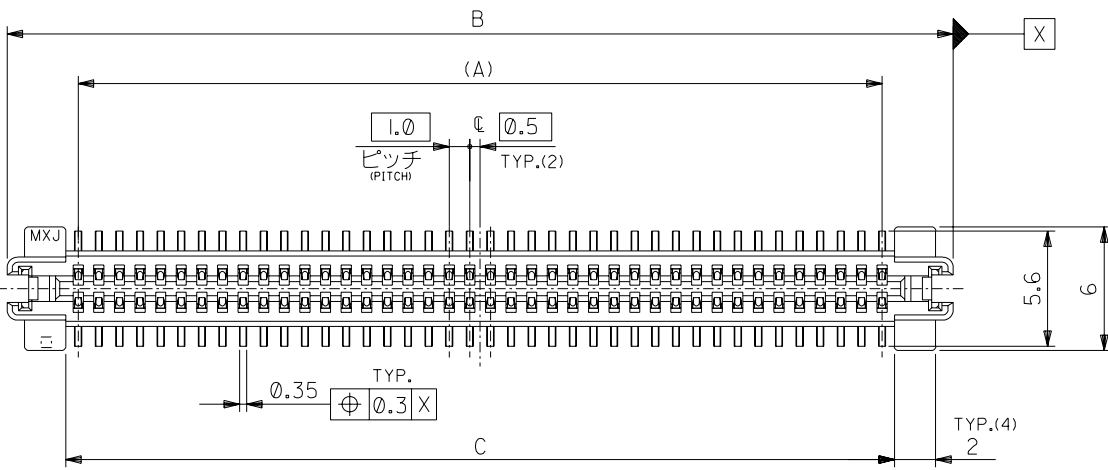 B
X
(A)
1.0
℄
0.5
ピッチ
(PITCH)
TYP.(2)
MXJ
5.6
6
TYP.
0.35
⌖ 0.3 X
TYP.(4)
C
2